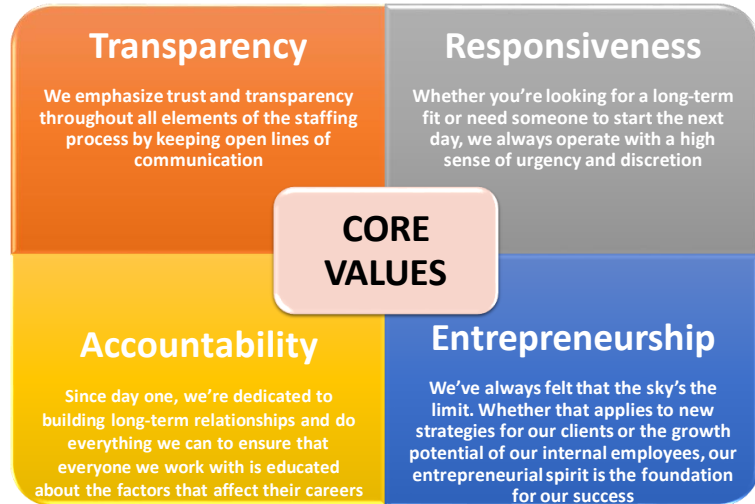 Transparency
We emphasize trust and transparency
throughout all elements of the staffing
process by keeping open lines of
communication
Responsiveness
Whether you’re looking for a long-term
fit or need someone to start the next
day, we always operate with a high
sense of urgency and discretion
CORE
VALUES
Accountability
Since day one, we’re dedicated to
building long-term relationships and do
everything we can to ensure that
everyone we work with is educated
about the factors that affect their careers
Entrepreneurship
We’ve always felt that the sky’s the
limit. Whether that applies to new
strategies for our clients or the growth
potential of our internal employees, our
entrepreneurial spirit is the foundation
for our success